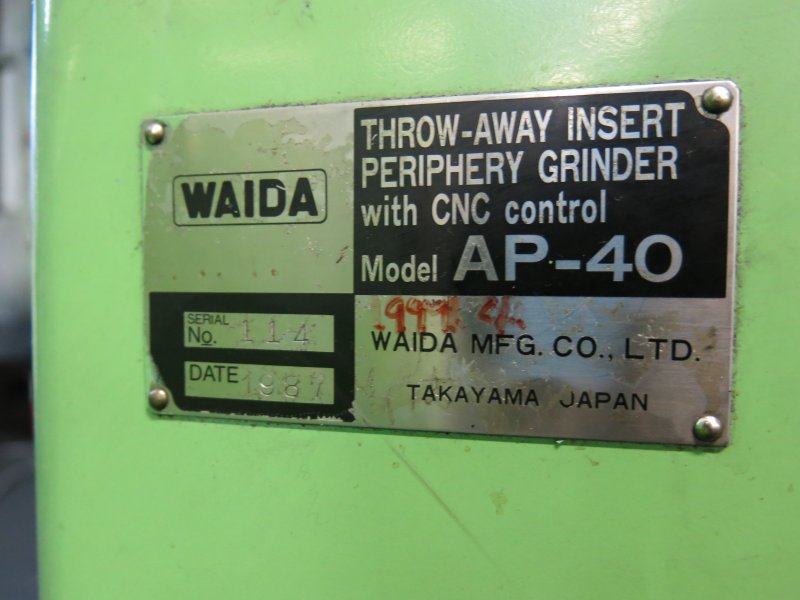 WAIDA
THROW-AWAY INSERT
PERIPHERY GRINDER
with CNC control
Model AP-40
SERIAL
No. 114
DATE 1987
WAIDA MFG. CO., LTD.
TAKAYAMA JAPAN